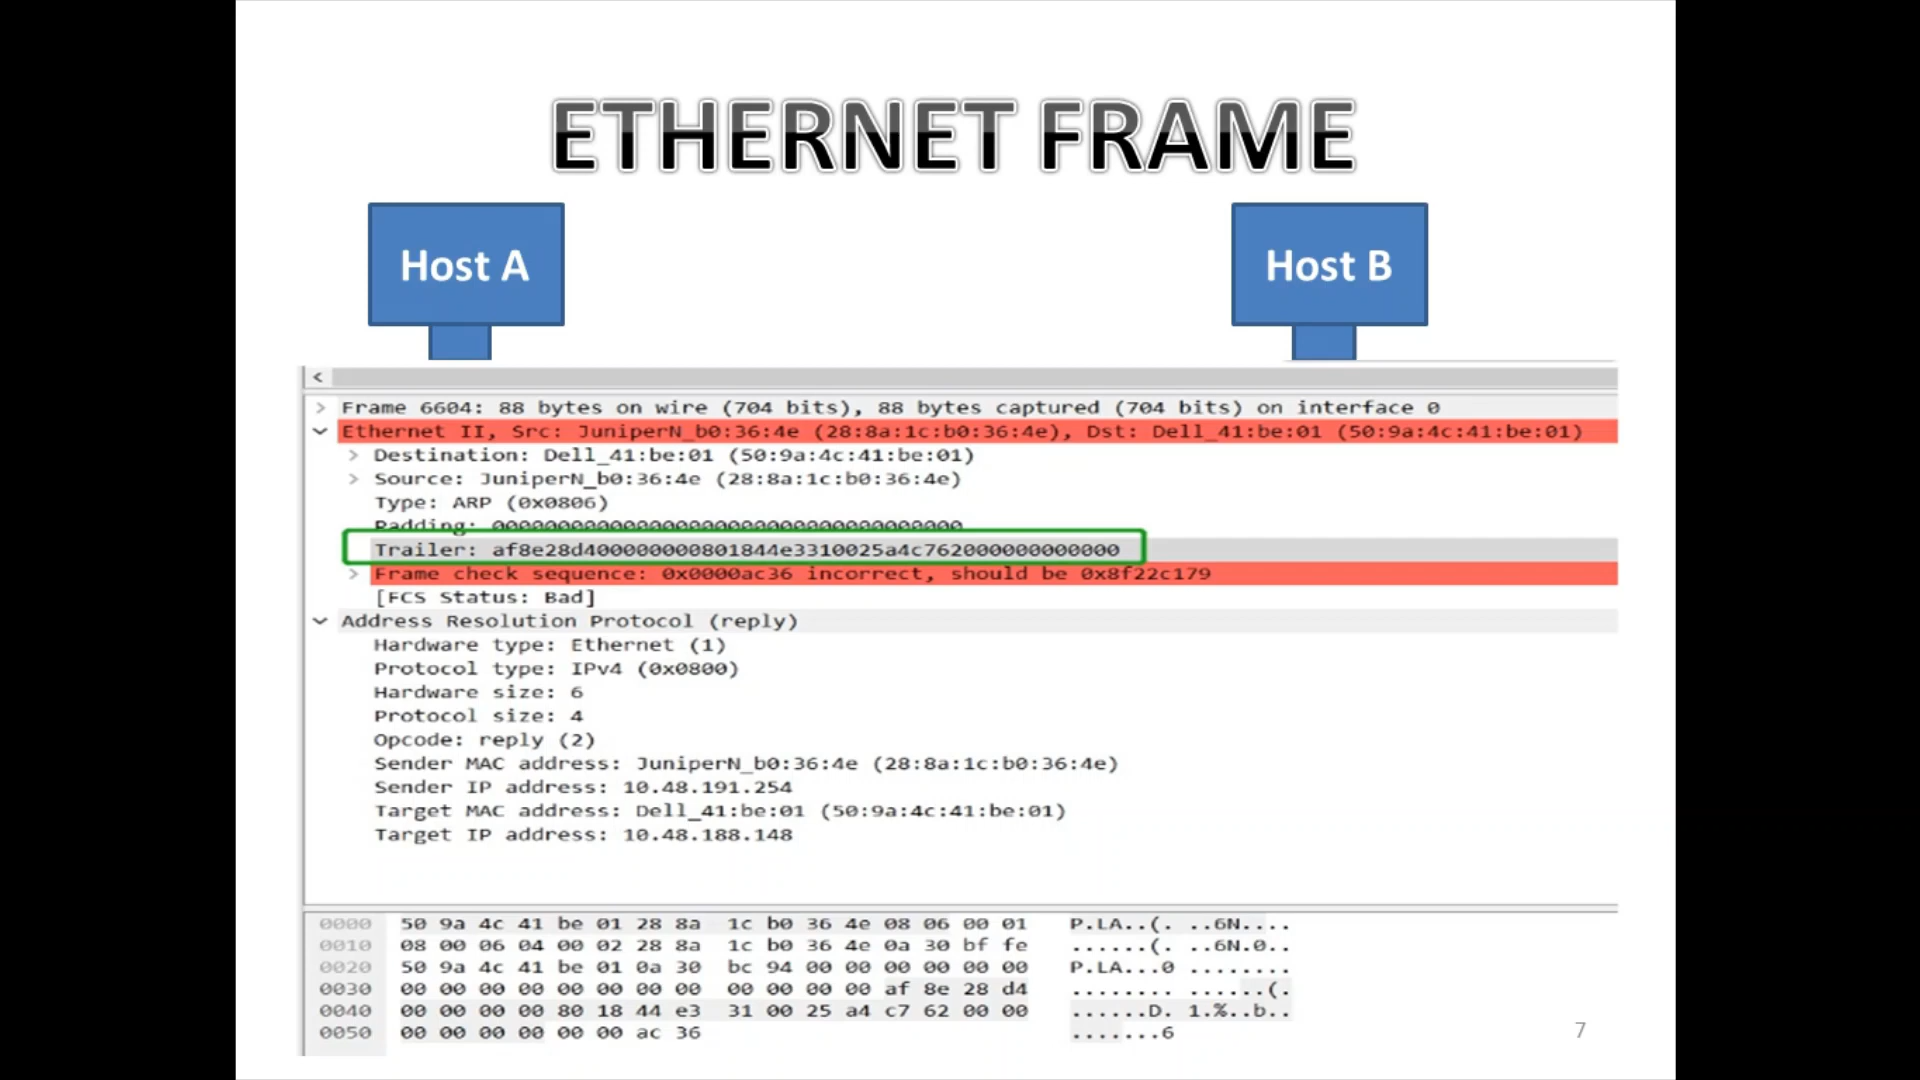 ETHERNET FRAME
Host A
Host B
<
> Frame 6604: 88 bytes on wire (704 bits), 88 bytes captured (704 bits) on interface 0
Ethernet II, Src: JuniperN_b0:36:4e (28:8a:1c:b0:36:4e), Dst: Dell_41:be:01 (50:9a:4c:41:be:01)
> Destination: Dell_41:be:01 (50:9a:4c:41:be:01)
> Source: JuniperN_b0:36:4e (28:8a:1c:b0:36:4e)
Type: ARP (0x0806)
Padding: 000000000000000000000000000000000000
Trailer: af8e28d400000000801844e3310025a4c762000000000000
> Frame check sequence: 0x0000ac36 incorrect, should be 0x8f22c179
[FCS Status: Bad]
Address Resolution Protocol (reply)
Hardware type: Ethernet (1)
Protocol type: IPv4 (0x0800)
Hardware size: 6
Protocol size: 4
Opcode: reply (2)
Sender MAC address: JuniperN_b0:36:4e (28:8a:1c:b0:36:4e)
Sender IP address: 10.48.191.254
Target MAC address: Dell_41:be:01 (50:9a:4c:41:be:01)
Target IP address: 10.48.188.148
0000 50 9a 4c 41 be 01 28 8a 1c b0 36 4e 08 06 00 01 P.LA..(. ..6N....
0010 08 00 06 04 00 02 28 8a 1c b0 36 4e 0a 30 bf fe ......(. ..6N.0..
0020 50 9a 4c 41 be 01 0a 30 bc 94 00 00 00 00 00 00 P.LA...0 ........
0030 00 00 00 00 00 00 00 00 00 00 00 00 af 8e 28 d4 ........ ......(.
0040 00 00 00 00 80 18 44 e3 31 00 25 a4 c7 62 00 00 ......D. 1.%..b..
0050 00 00 00 00 00 00 ac 36 .......6
7